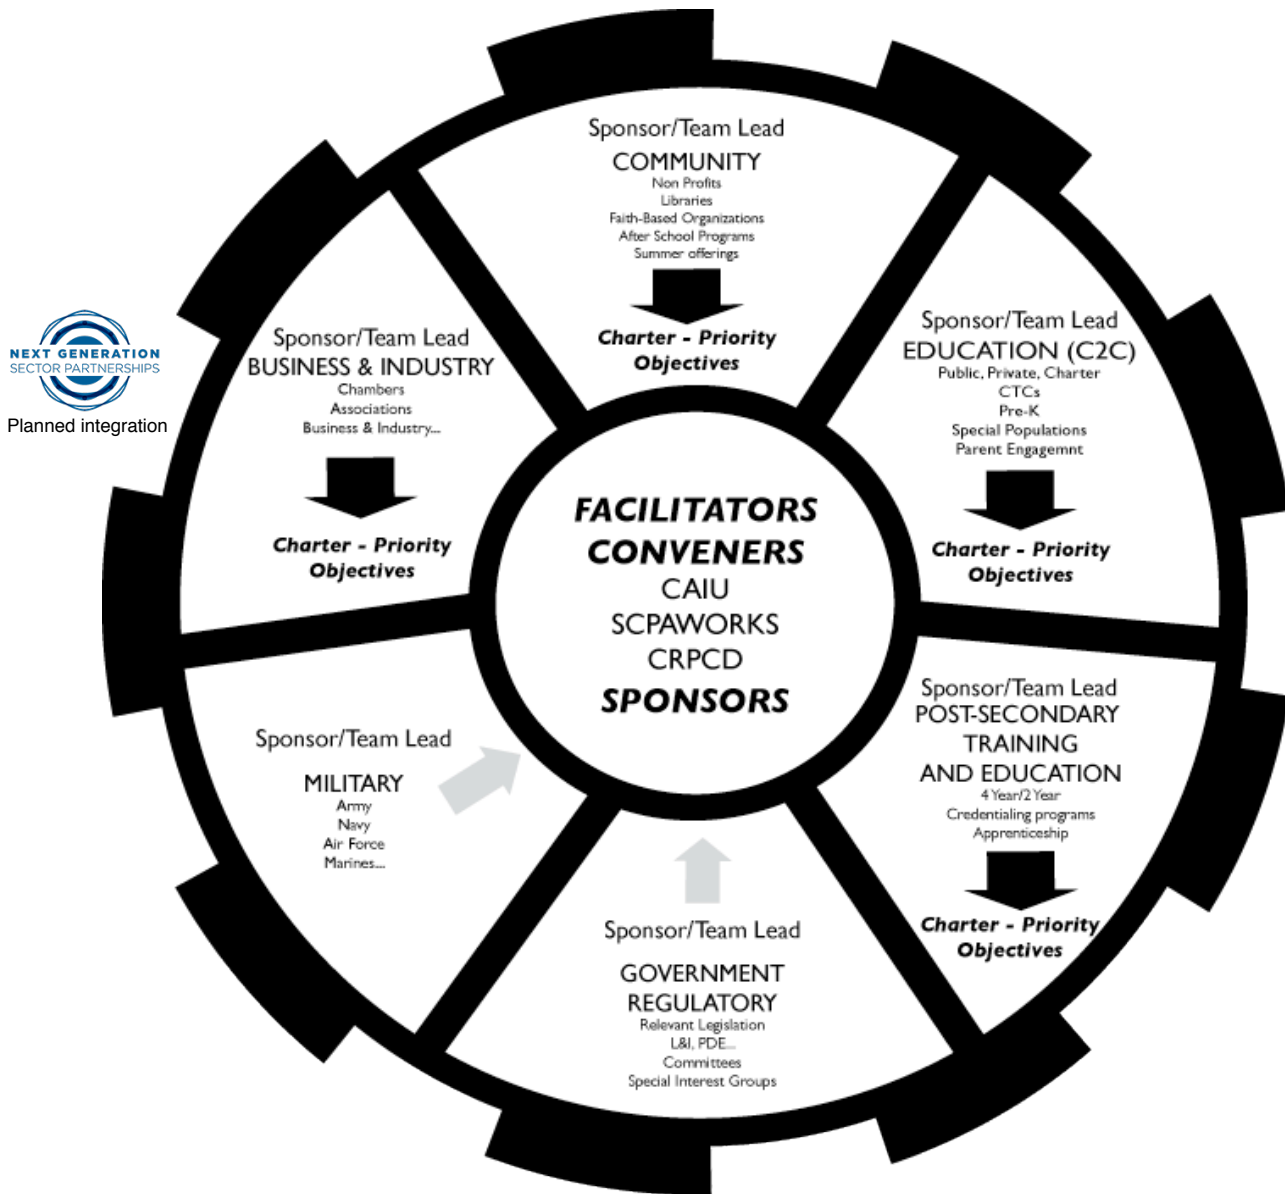 Sponsor/Team Lead
COMMUNITY
Non Profits
Libraries
Faith-Based Organizations
After School Programs
Summer offerings
Charter - Priority
Objectives
Sponsor/Team Lead
EDUCATION (C2C)
Public, Private, Charter
CTCs
Pre-K
Special Populations
Parent Engagemnt
Charter - Priority
Objectives
Sponsor/Team Lead
POST-SECONDARY
TRAINING
AND EDUCATION
4 Year/2 Year
Credentialing programs
Apprenticeship
Charter - Priority
Objectives
Sponsor/Team Lead
GOVERNMENT
REGULATORY
Relevant Legislation
L&I, PDE...
Committees
Special Interest Groups
Sponsor/Team Lead
MILITARY
Army
Navy
Air Force
Marines...
Sponsor/Team Lead
BUSINESS & INDUSTRY
Chambers
Associations
Business & Industry...
Charter - Priority
Objectives
NEXT GENERATION
SECTOR PARTNERSHIPS
Planned integration
FACILITATORS
CONVENERS
CAIU
SCPAWORKS
CRPCD
SPONSORS